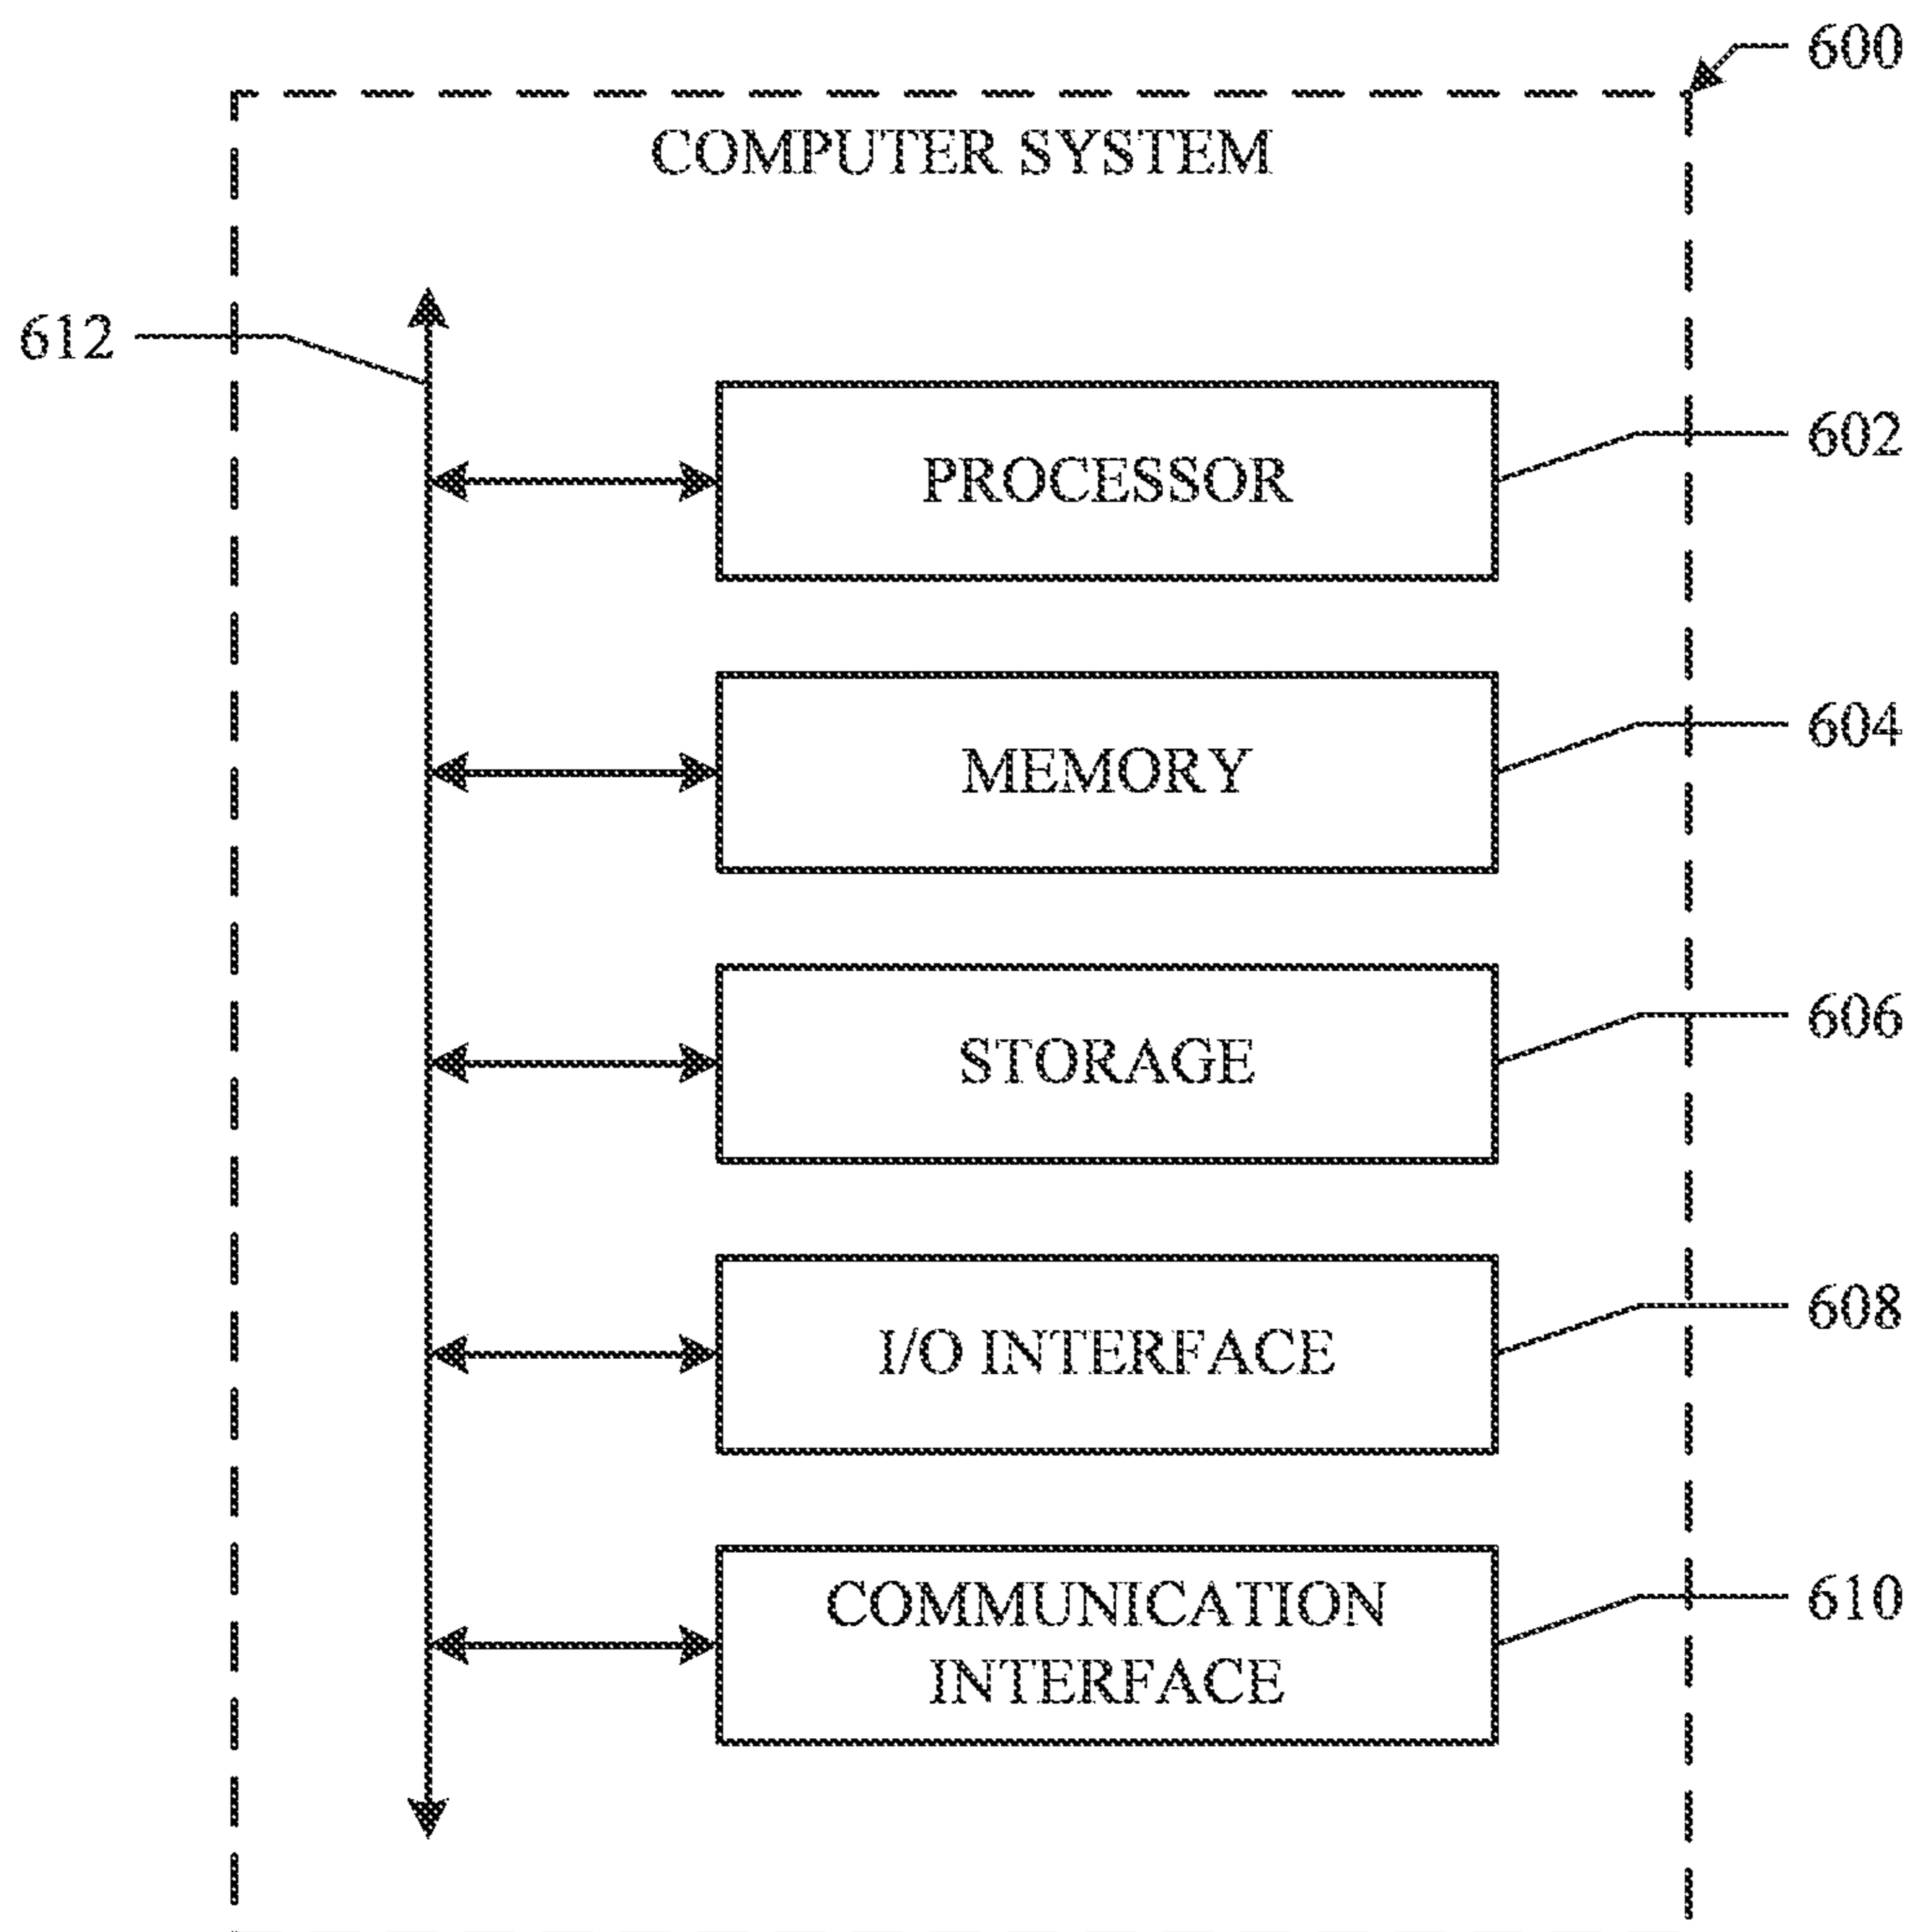 600
COMPUTER SYSTEM
612
PROCESSOR
602
MEMORY
604
STORAGE
606
I/O INTERFACE
608
COMMUNICATION
INTERFACE
610